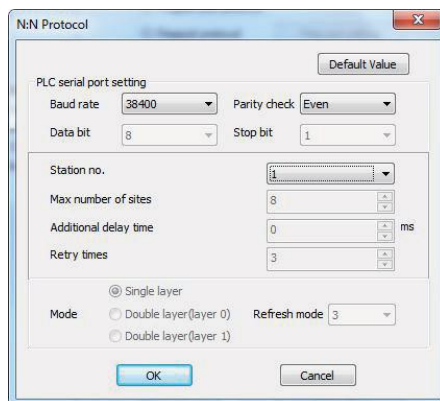 N:N Protocol
Default Value
PLC serial port setting
Baud rate 38400 Parity check Even
Data bit 8 Stop bit 1
Station no. 1
Max number of sites 8
Additional delay time 0 ms
Retry times 3
Single layer
Mode Double layer(layer 0) Refresh mode 3
Double layer(layer 1)
OK Cancel